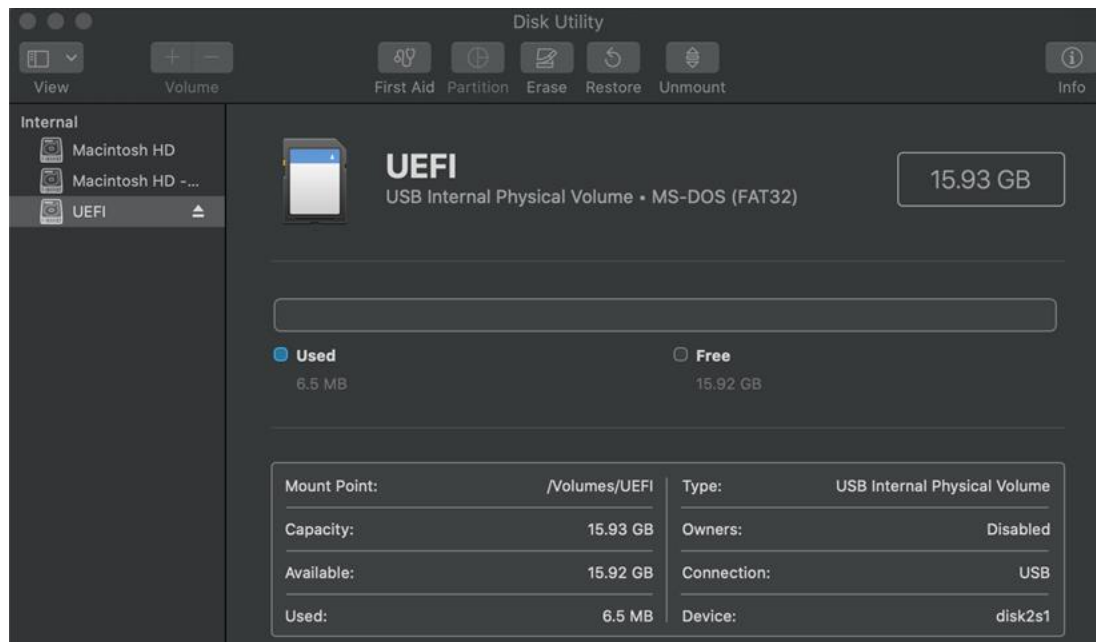 Disk Utility
View Volume First Aid Partition Erase Restore Unmount Info
Internal
Macintosh HD
Macintosh HD -...
UEFI
UEFI
USB Internal Physical Volume • MS-DOS (FAT32)
15.93 GB
Used
6.5 MB
Free
15.92 GB
Mount Point: /Volumes/UEFI
Capacity: 15.93 GB
Available: 15.92 GB
Used: 6.5 MB
Type: USB Internal Physical Volume
Owners: Disabled
Connection: USB
Device: disk2s1